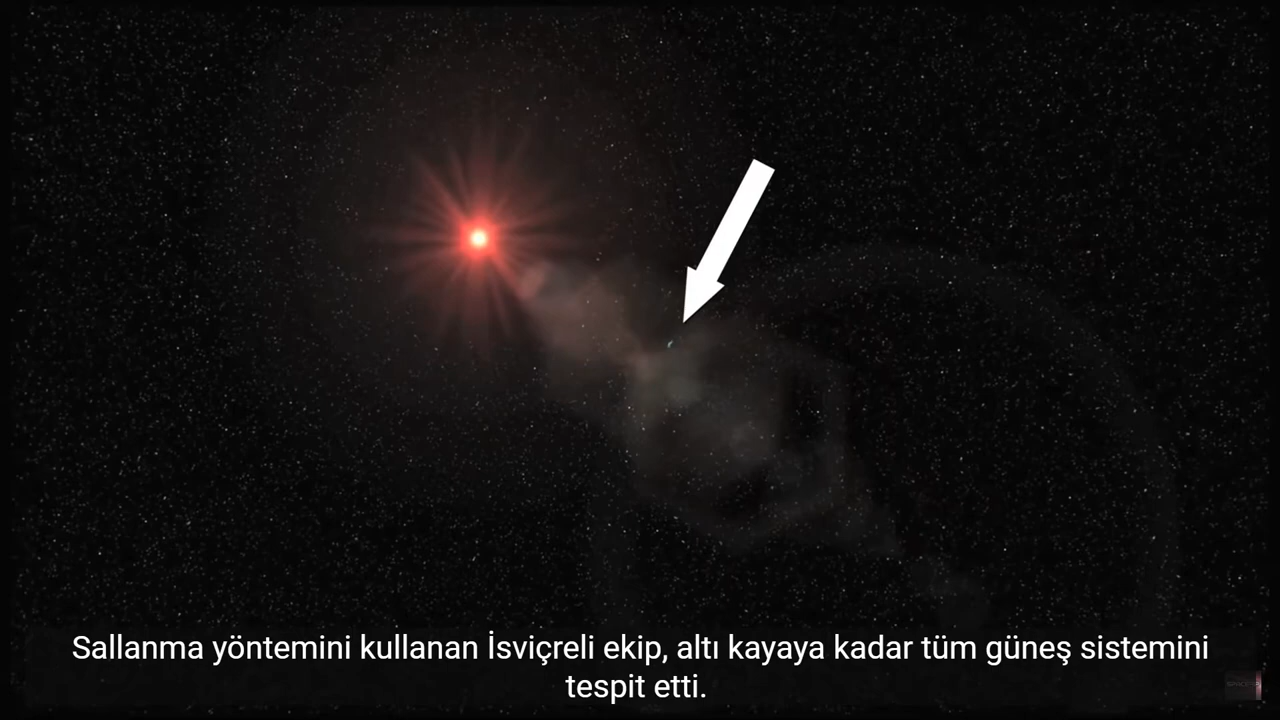 Sallanma yöntemini kullanan İsviçreli ekip, altı kayaya kadar tüm güneş sistemini
tespit etti.